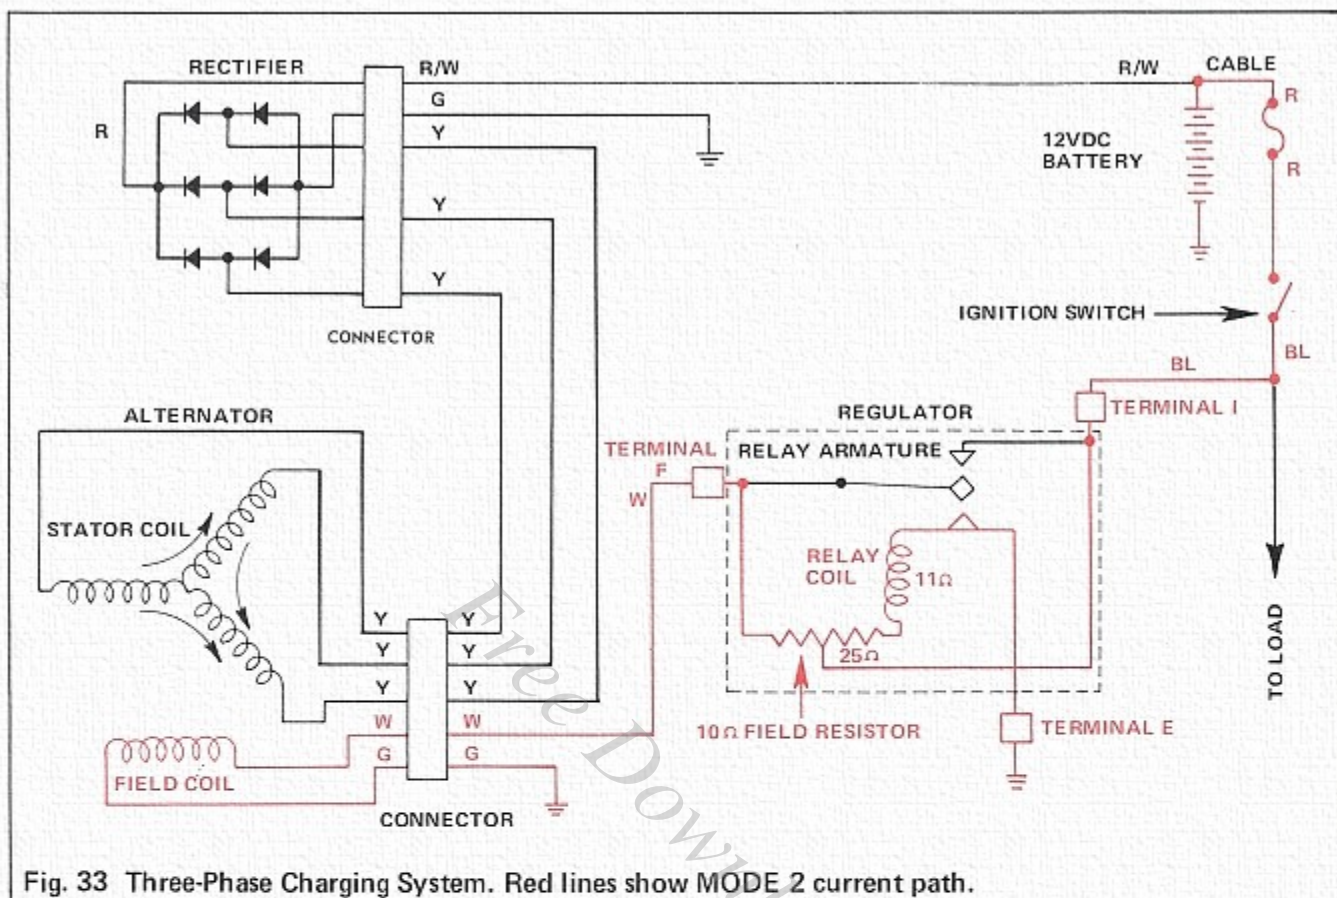 RECTIFIER
R/W
R/W
CABLE
G
R
Y
R
12VDC
BATTERY
R
Y
Y
CONNECTOR
IGNITION SWITCH
BL
BL
ALTERNATOR
REGULATOR
TERMINAL I
TERMINAL
F
W
RELAY ARMATURE
STATOR COIL
RELAY
COIL
11Ω
25Ω
TO LOAD
Y
Y
Y
Y
Y
Y
W
W
G
G
10Ω FIELD RESISTOR
TERMINAL E
FIELD COIL
CONNECTOR
Free Down
Fig. 33 Three-Phase Charging System. Red lines show MODE 2 current path.